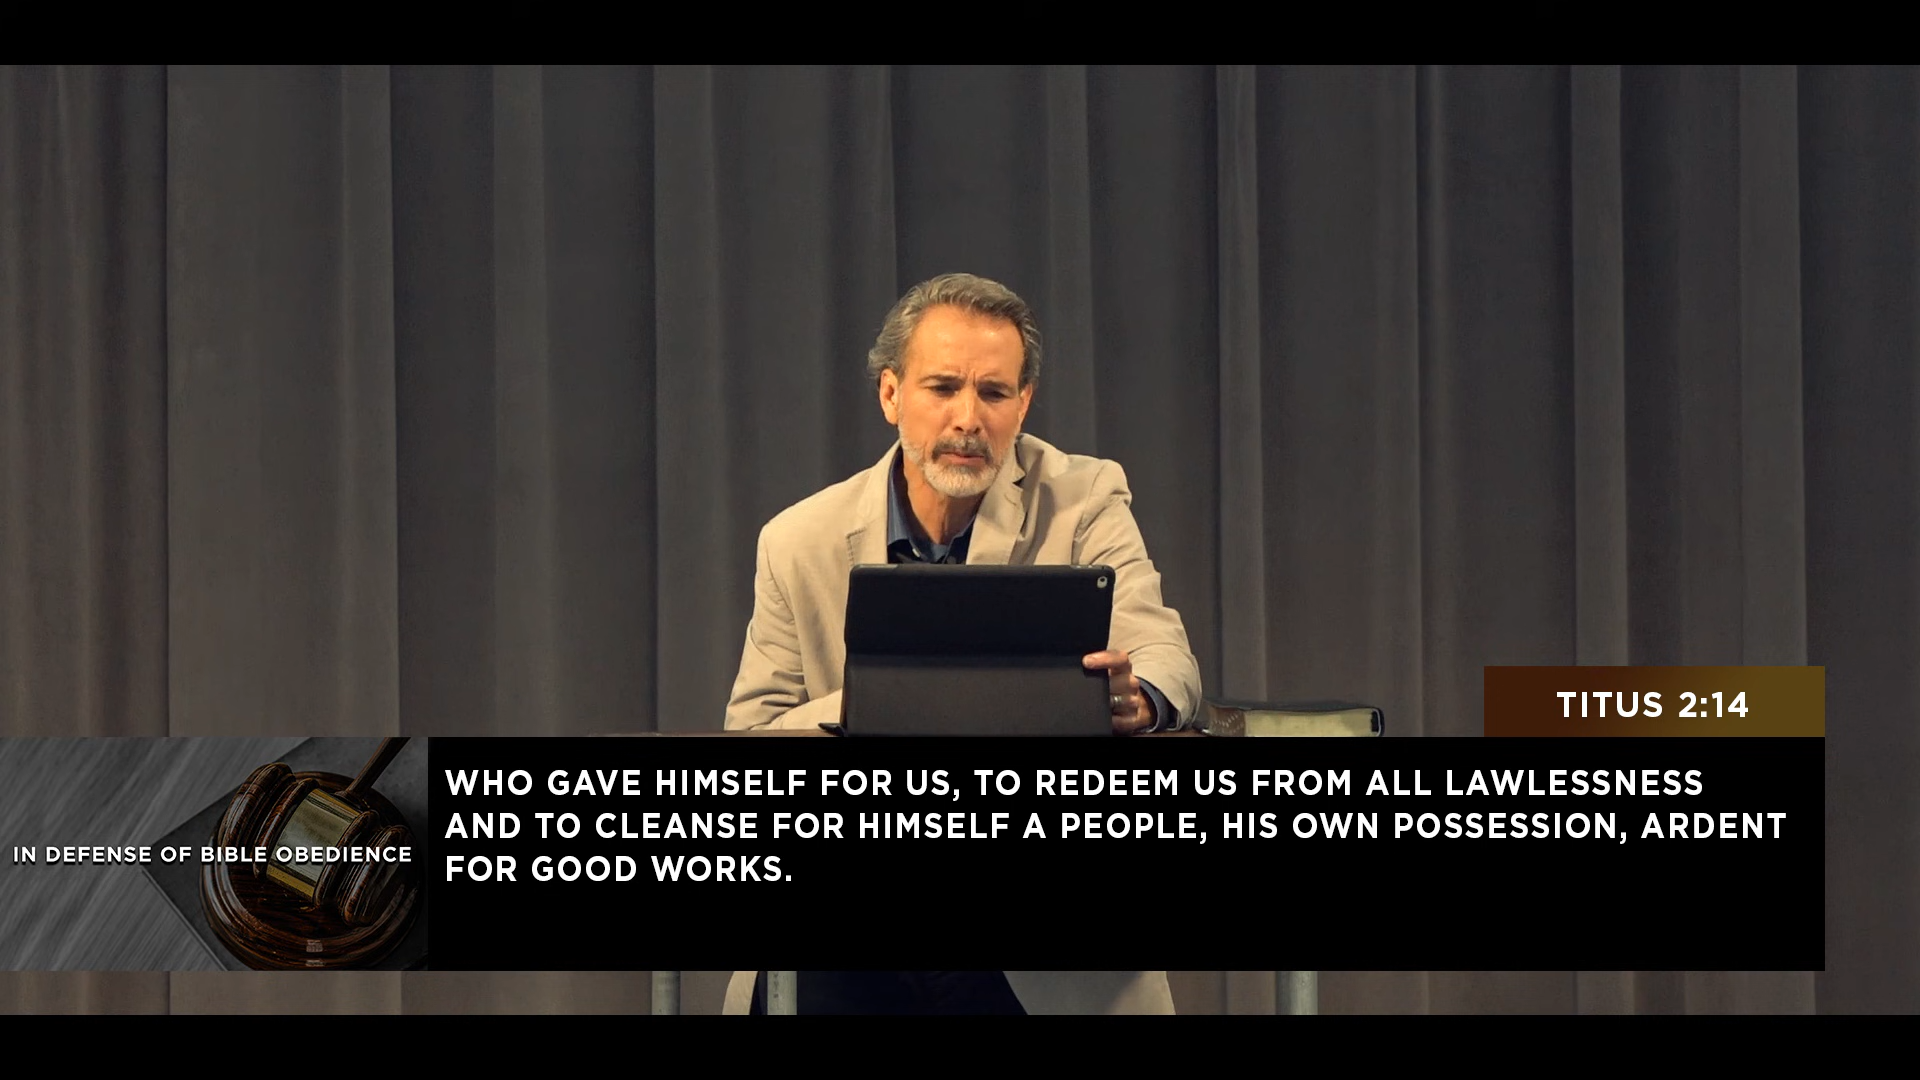 TITUS 2:14
WHO GAVE HIMSELF FOR US, TO REDEEM US FROM ALL LAWLESSNESS
AND TO CLEANSE FOR HIMSELF A PEOPLE, HIS OWN POSSESSION, ARDENT
FOR GOOD WORKS.
IN DEFENSE OF BIBLE OBEDIENCE